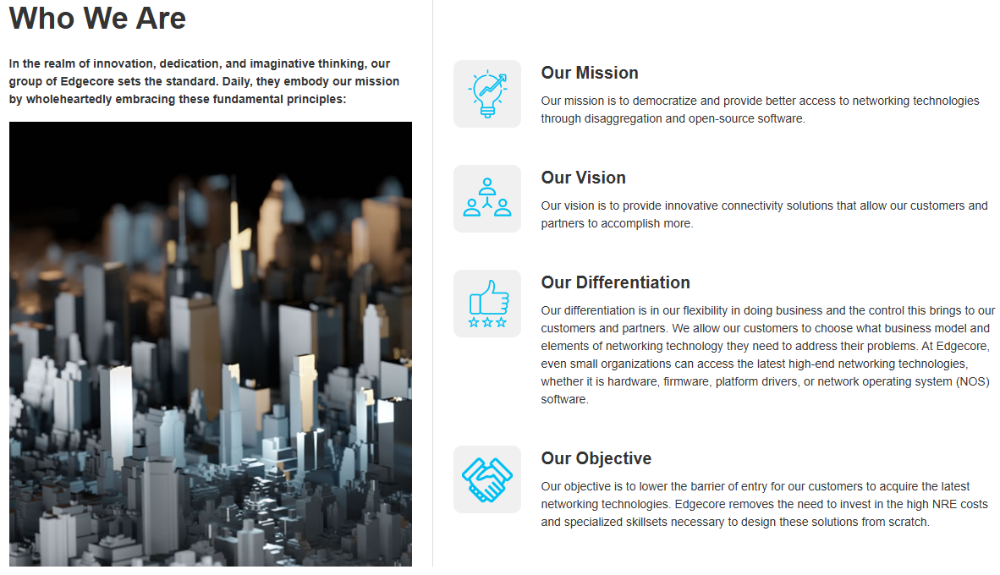 Who We Are
In the realm of innovation, dedication, and imaginative thinking, our
group of Edgecore sets the standard. Daily, they embody our mission
by wholeheartedly embracing these fundamental principles:
Our Mission
Our mission is to democratize and provide better access to networking technologies
through disaggregation and open-source software.
Our Vision
Our vision is to provide innovative connectivity solutions that allow our customers and
partners to accomplish more.
Our Differentiation
Our differentiation is in our flexibility in doing business and the control this brings to our
customers and partners. We allow our customers to choose what business model and
elements of networking technology they need to address their problems. At Edgecore,
even small organizations can access the latest high-end networking technologies,
whether it is hardware, firmware, platform drivers, or network operating system (NOS)
software.
Our Objective
Our objective is to lower the barrier of entry for our customers to acquire the latest
networking technologies. Edgecore removes the need to invest in the high NRE costs
and specialized skillsets necessary to design these solutions from scratch.